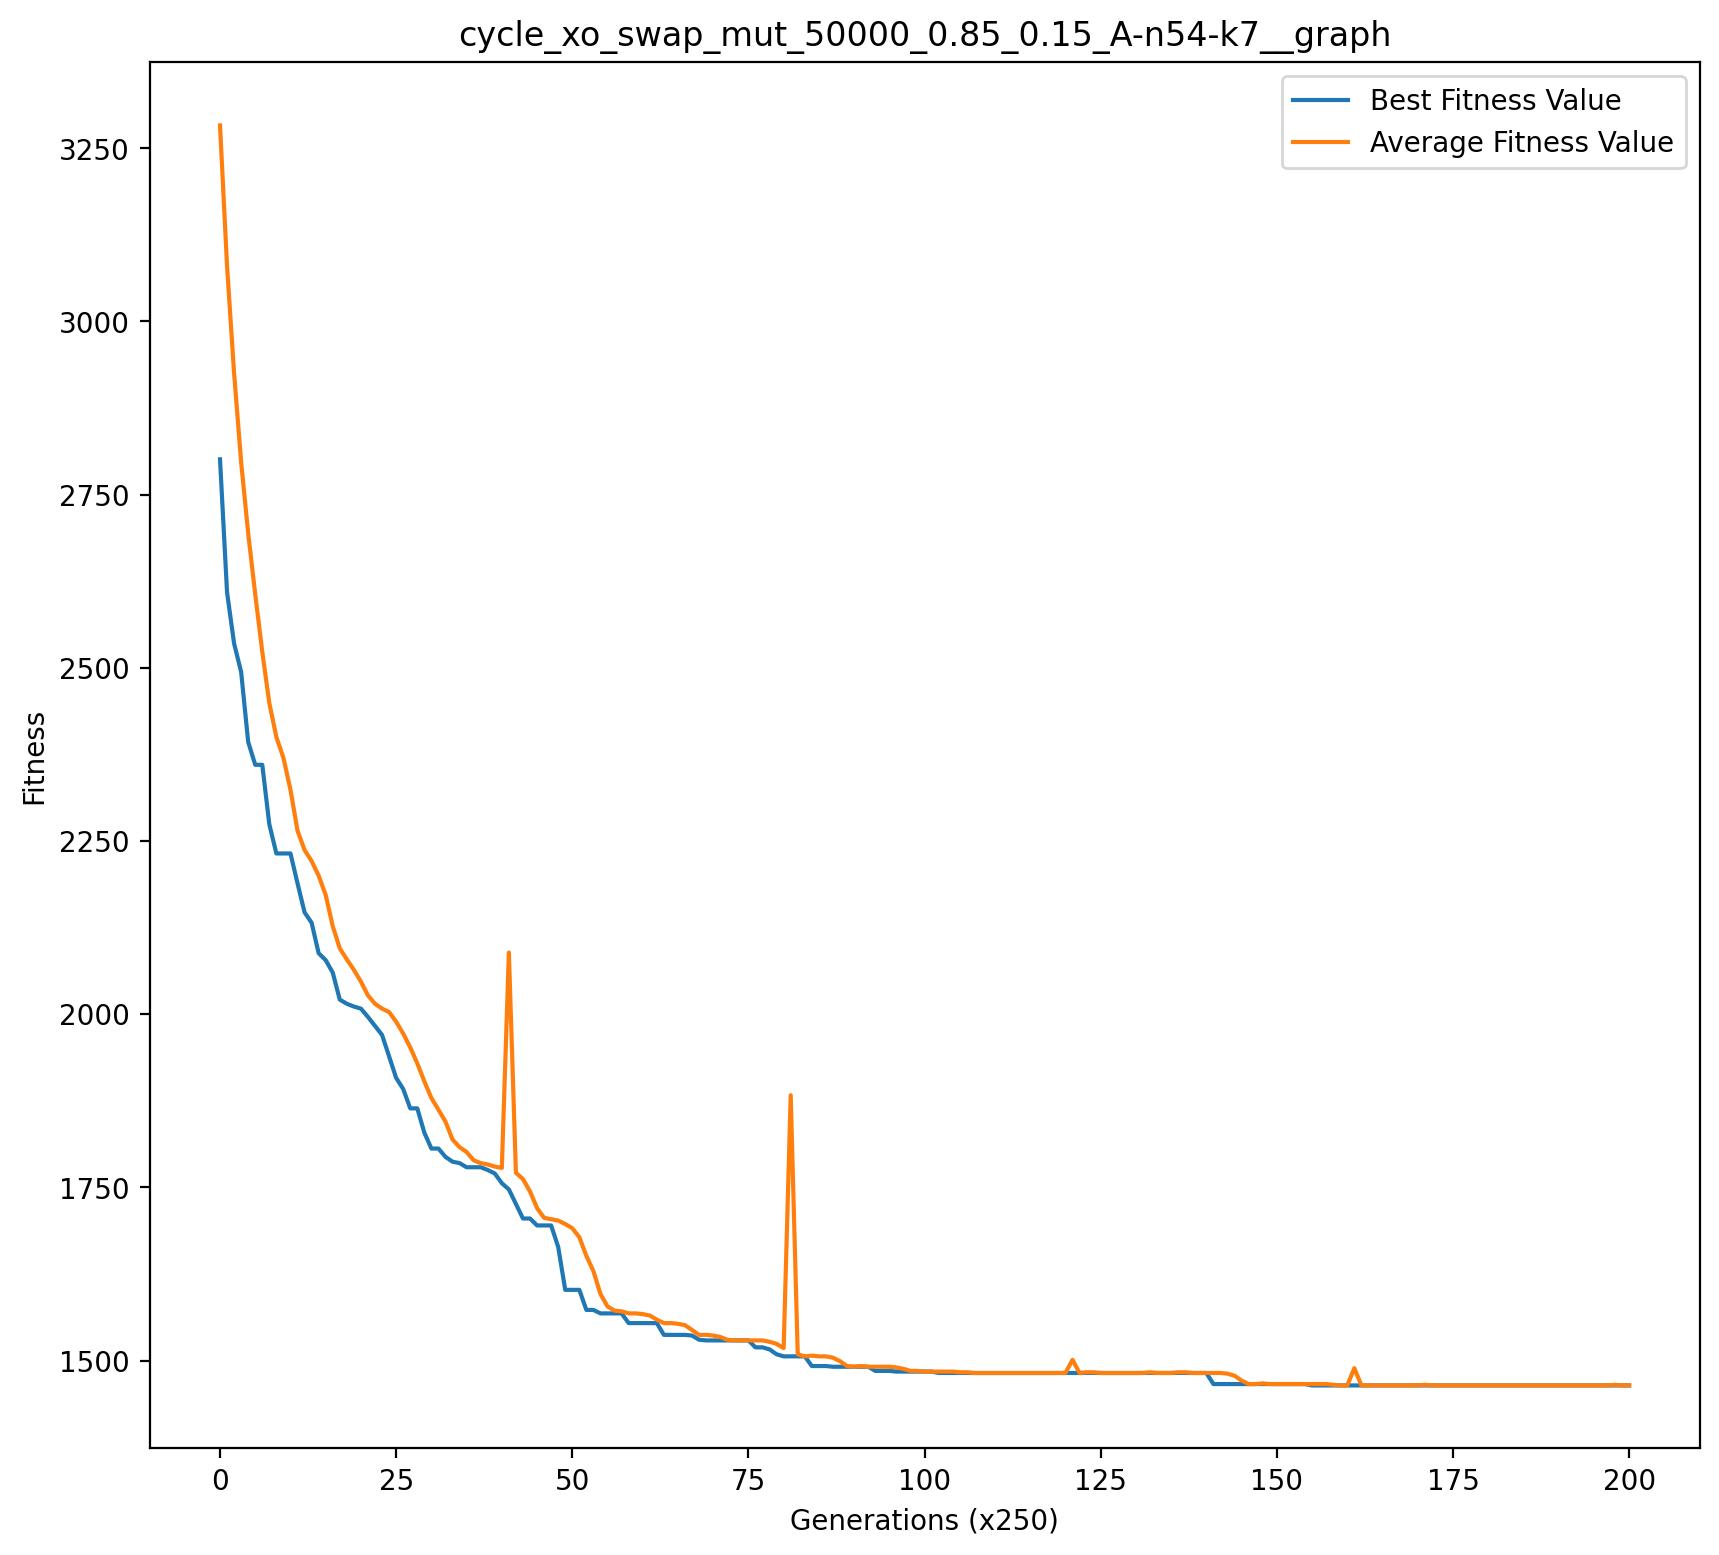 cycle_xo_swap_mut_50000_0.85_0.15_A-n54-k7__graph
Best Fitness Value
Average Fitness Value
Fitness
3250
3000
2750
2500
2250
2000
1750
1500
0 25 50 75 100 125 150 175 200
Generations (x250)